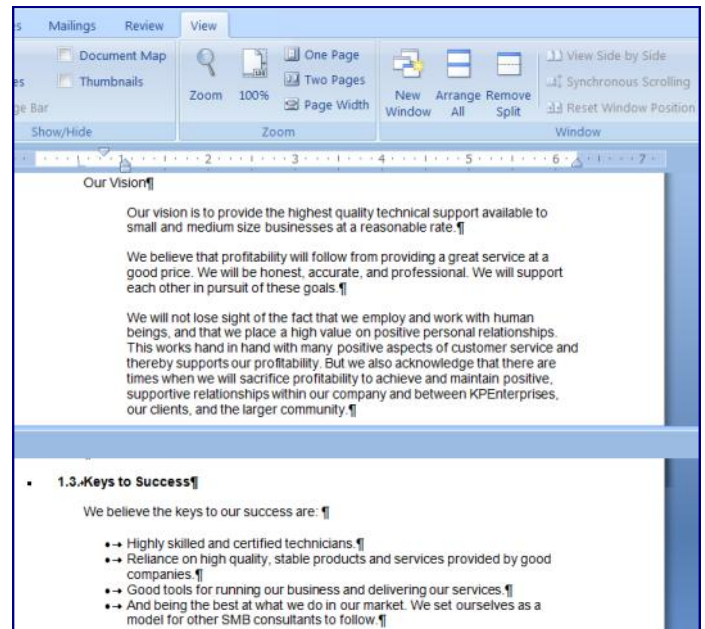 es Mailings Review View
Document Map
One Page
View Side by Side
es Thumbnails
Two Pages
Synchronous Scrolling
Zoom 100% New Arrange Remove
ge Bar
Page Width
Window All Split
Reset Window Position
Show/Hide Zoom Window
1 2 3 4 5 6 7
Our Vision¶
Our vision is to provide the highest quality technical support available to
small and medium size businesses at a reasonable rate.¶
We believe that profitability will follow from providing a great service at a
good price. We will be honest, accurate, and professional. We will support
each other in pursuit of these goals.¶
We will not lose sight of the fact that we employ and work with human
beings, and that we place a high value on positive personal relationships.
This works hand in hand with many positive aspects of customer service and
thereby supports our profitability. But we also acknowledge that there are
times when we will sacrifice profitability to achieve and maintain positive,
supportive relationships within our company and between KPEnterprises,
our clients, and the larger community.¶
1.3.Keys to Success¶
We believe the keys to our success are: ¶
•→ Highly skilled and certified technicians.¶
•→ Reliance on high quality, stable products and services provided by good
companies.¶
•→ Good tools for running our business and delivering our services.¶
•→ And being the best at what we do in our market. We set ourselves as a
model for other SMB consultants to follow.¶